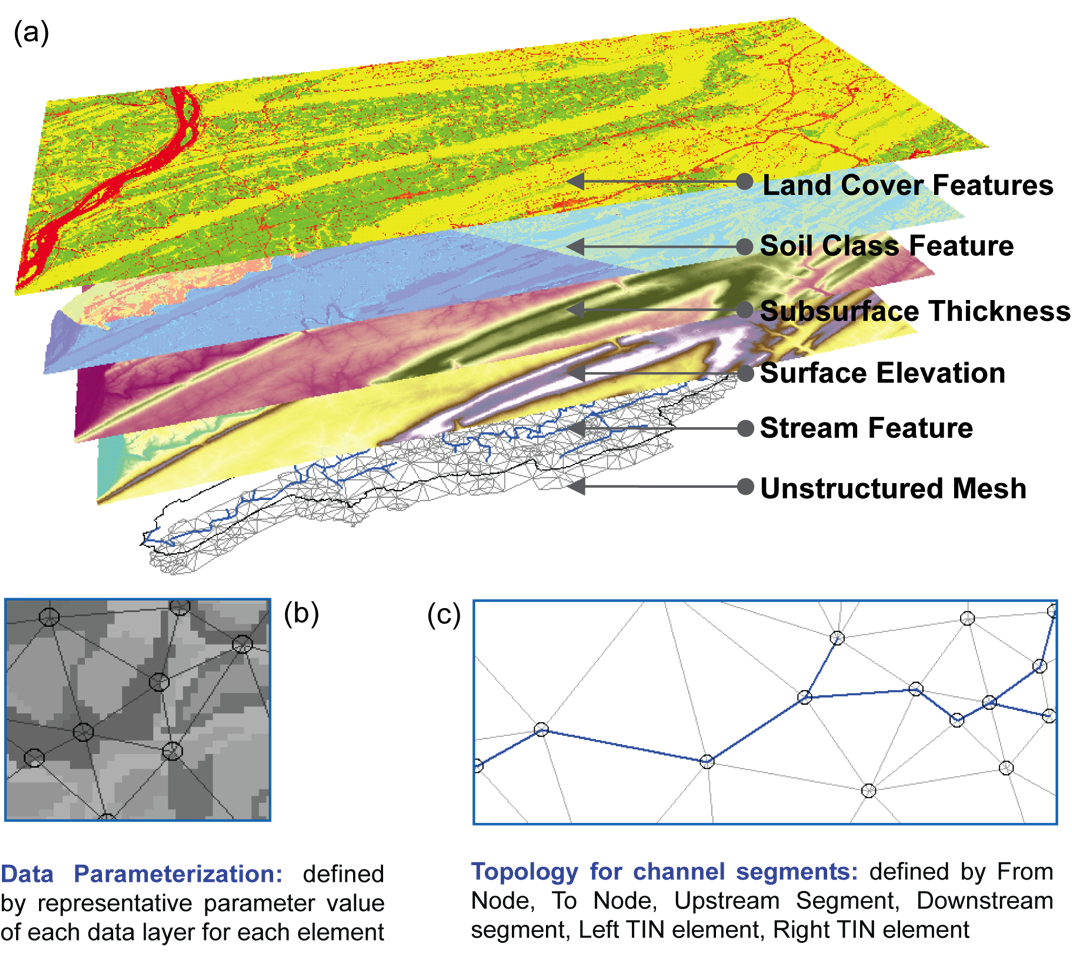 (a)
Land Cover Features
Soil Class Feature
Subsurface Thickness
Surface Elevation
Stream Feature
Unstructured Mesh
(b)
(c)
Data Parameterization: defined
by representative parameter value
of each data layer for each element
Topology for channel segments: defined by From
Node, To Node, Upstream Segment, Downstream
segment, Left TIN element, Right TIN element